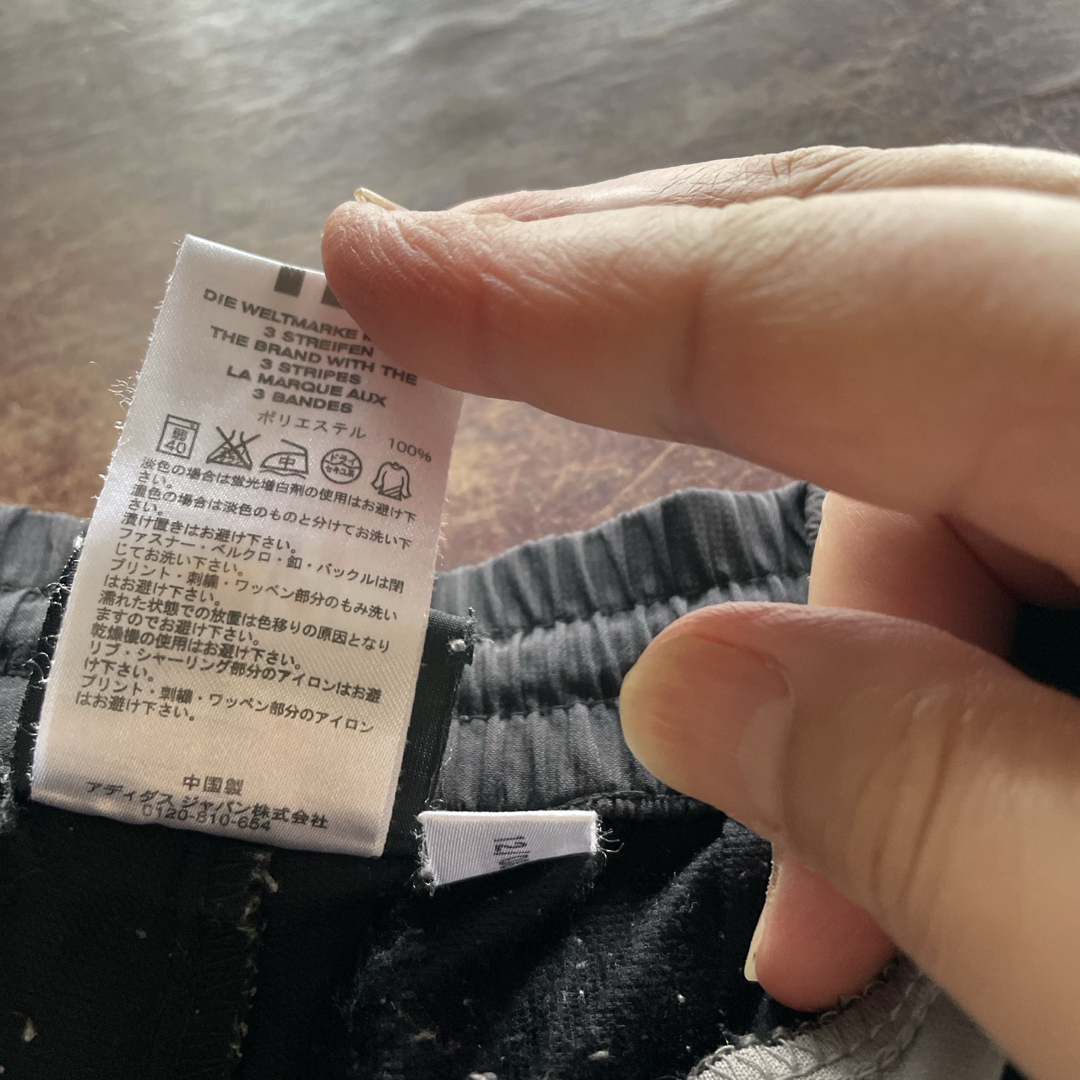 DIE WELTMARKE
3 STREIFEN
THE BRAND WITH THE
3 STRIPES
LA MARQUE AUX
3 BANDES
ポリエステル 100%
40
中
ドライ
セキユ系
淡色の場合は蛍光増白剤の使用はお避け下
さい。
濃色の場合は淡色のものと分けてお洗い下
さい。
漬け置きはお避け下さい。
ファスナー・ベルクロ・釦・バックルは閉
じてお洗い下さい。
プリント・刺繍・ワッペン部分のもみ洗い
はお避け下さい。
濡れた状態での放置は色移りの原因となり
ますのでお避け下さい。
乾燥機の使用はお避け下さい。
リブ・シャーリング部分のアイロンはお避
け下さい。
プリント・刺繍・ワッペン部分のアイロン
はお避け下さい。
中国製
アディダス ジャパン株式会社
0120-810-654